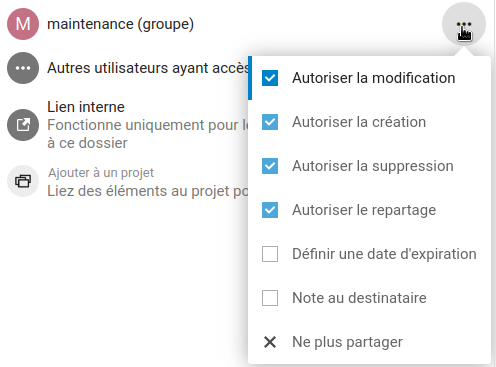 M maintenance (groupe)
Autres utilisateurs ayant accès
Lien interne
Fonctionne uniquement pour
à ce dossier
Ajouter à un projet
Liez des éléments au projet
Autoriser la modification
Autoriser la création
Autoriser la suppression
Autoriser le repartage
Définir une date d'expiration
Note au destinataire
Ne plus partager